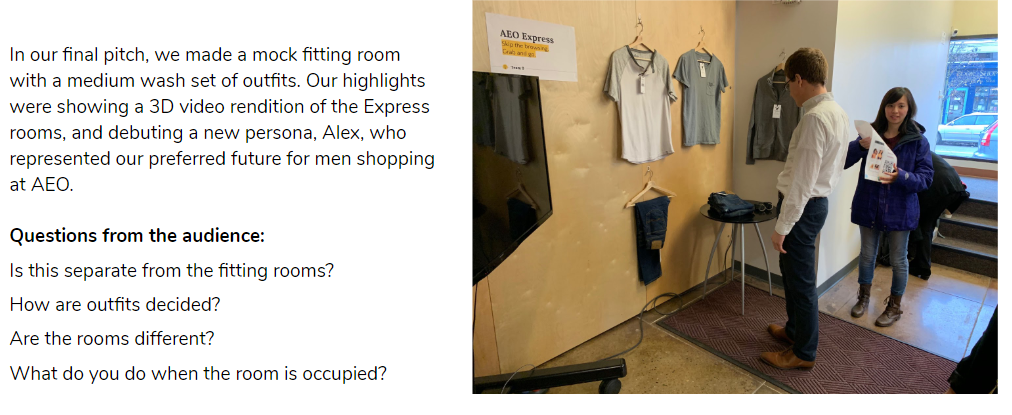 In our final pitch, we made a mock fitting room
with a medium wash set of outfits. Our highlights
were showing a 3D video rendition of the Express
rooms, and debuting a new persona, Alex, who
represented our preferred future for men shopping
at AEO.
Questions from the audience:
Is this separate from the fitting rooms?
How are outfits decided?
Are the rooms different?
What do you do when the room is occupied?
AEO Express
Skip the browsing.
Grab and go.